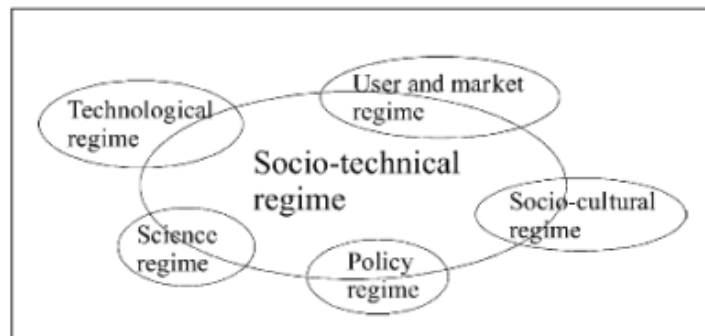 User and market
regime
Technological
regime
Socio-technical
regime
Socio-cultural
regime
Science
regime
Policy
regime